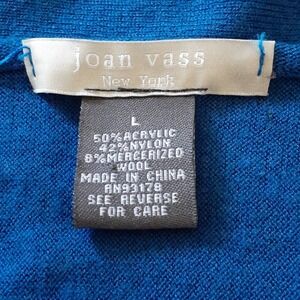 joan vass
New York
L
50%ACRYLIC
42%NYLON
8%MERCERIZED
WOOL
MADE IN CHINA
RN93178
SEE REVERSE
FOR CARE